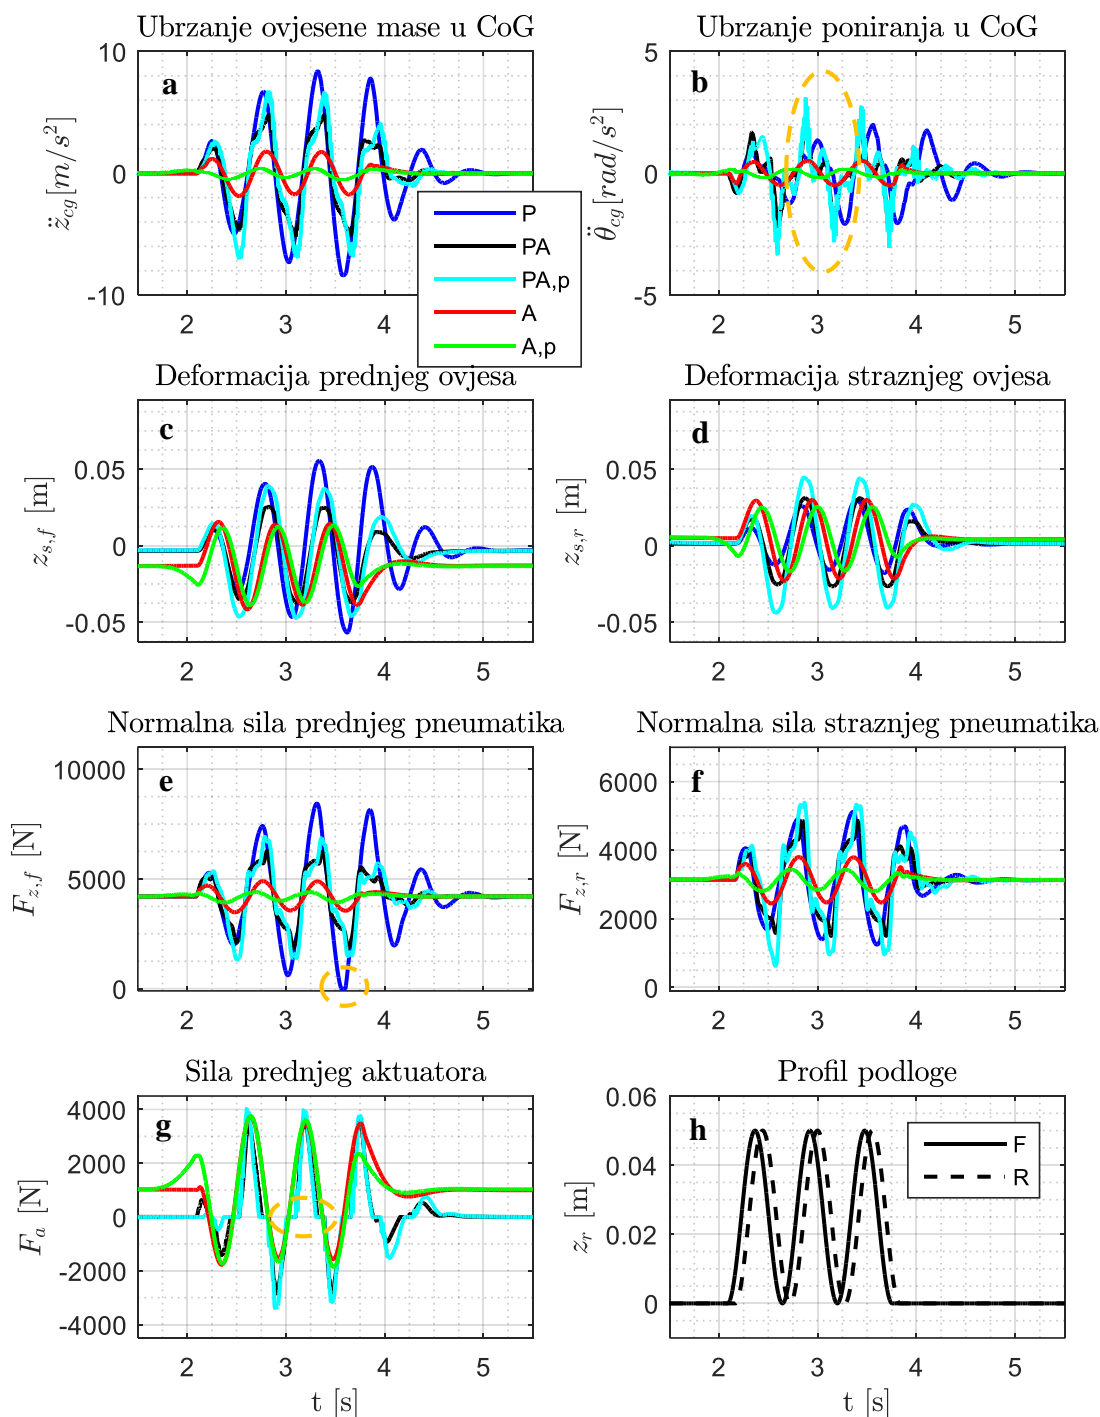 Ubrzanje ovjesene mase u CoG
Ubrzanje poniranja u CoG
a
b
10
0
-10
z̈cg[m/s²]
2 3 4
5
0
-5
θ̈cg[rad/s²]
2 3 4 5
P
PA
PA,p
A
A,p
Deformacija prednjeg ovjesa
Deformacija straznjeg ovjesa
c
d
0.05
0
-0.05
zs,f [m]
2 3 4 5
0.05
0
-0.05
zs,r [m]
2 3 4 5
Normalna sila prednjeg pneumatika
Normalna sila straznjeg pneumatika
e
f
10000
5000
0
Fz,f [N]
2 3 4 5
6000
4000
2000
0
Fz,r [N]
2 3 4 5
Sila prednjeg aktuatora
Profil podloge
g
h
4000
2000
0
-2000
-4000
Fa [N]
2 3 4 5
t [s]
0.06
0.04
0.02
0
zr [m]
F
R
2 3 4 5
t [s]